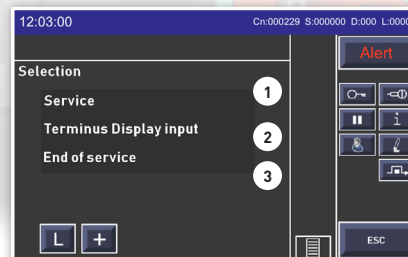 12:03:00 Cn:000229 S:000000 D:000 L:0000
Alert
Selection
Service 1
Terminus Display input 2
End of service 3
i
L +
ESC